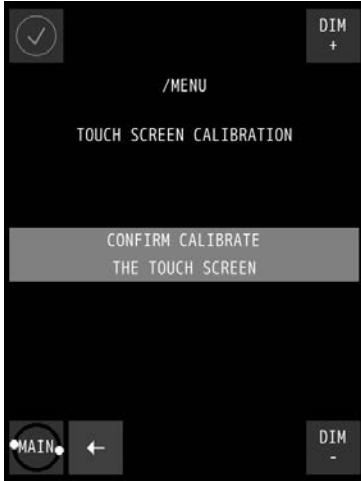 DIM
+
/MENU
TOUCH SCREEN CALIBRATION
CONFIRM CALIBRATE
THE TOUCH SCREEN
MAIN
←
DIM
-